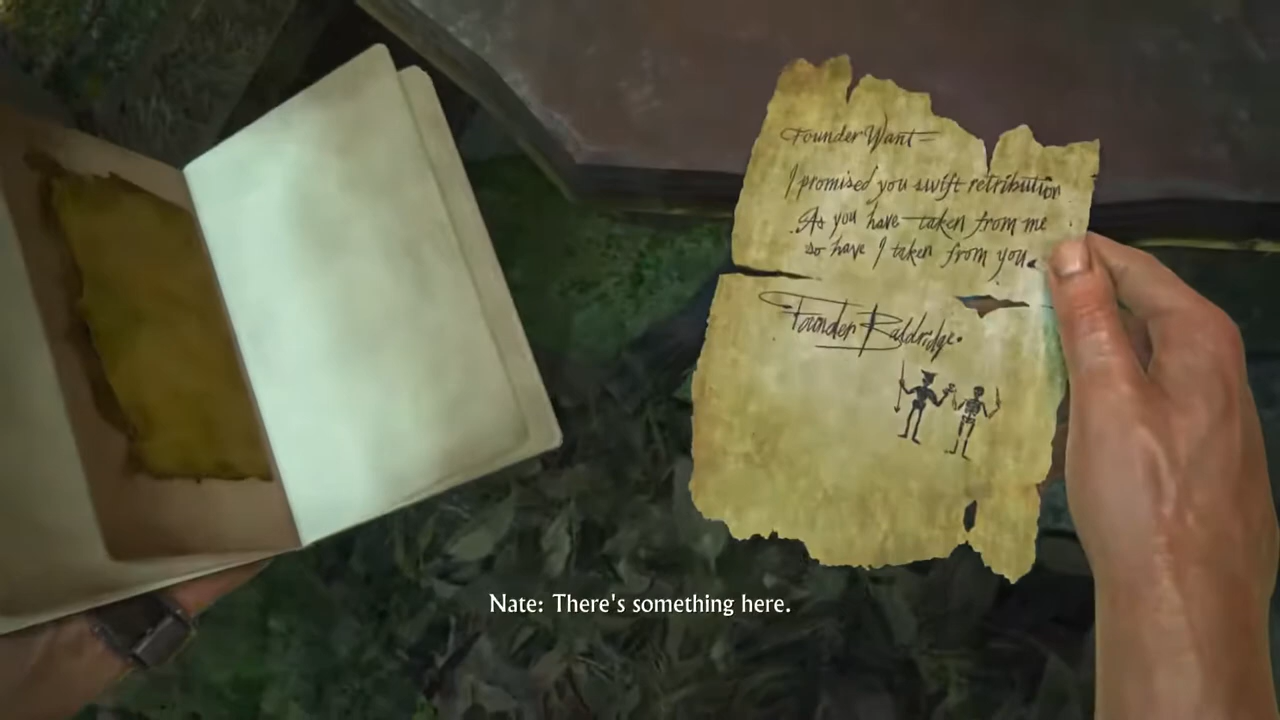 Founder Want—
I promised you swift retribution
As you have taken from me
so have I taken from you.
Founder Baldridge.
Nate: There's something here.